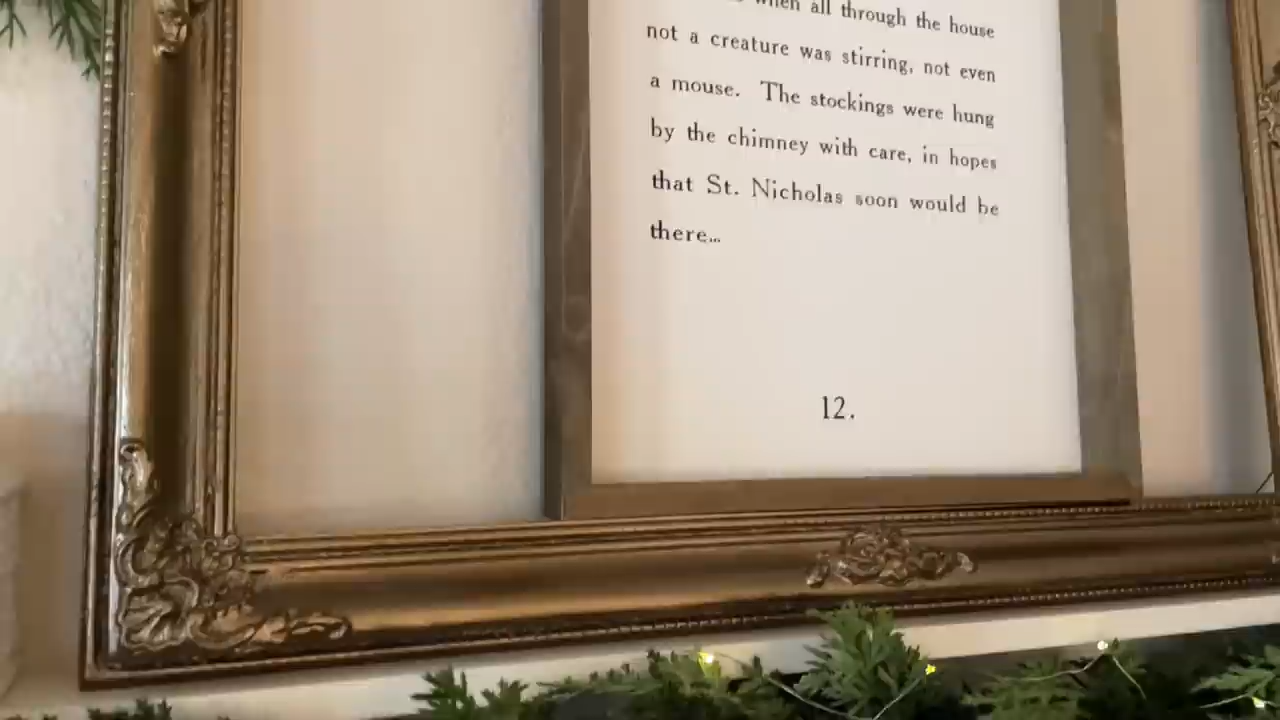 when all through the house
not a creature was stirring, not even
a mouse. The stockings were hung
by the chimney with care, in hopes
that St. Nicholas soon would be
there...
12.